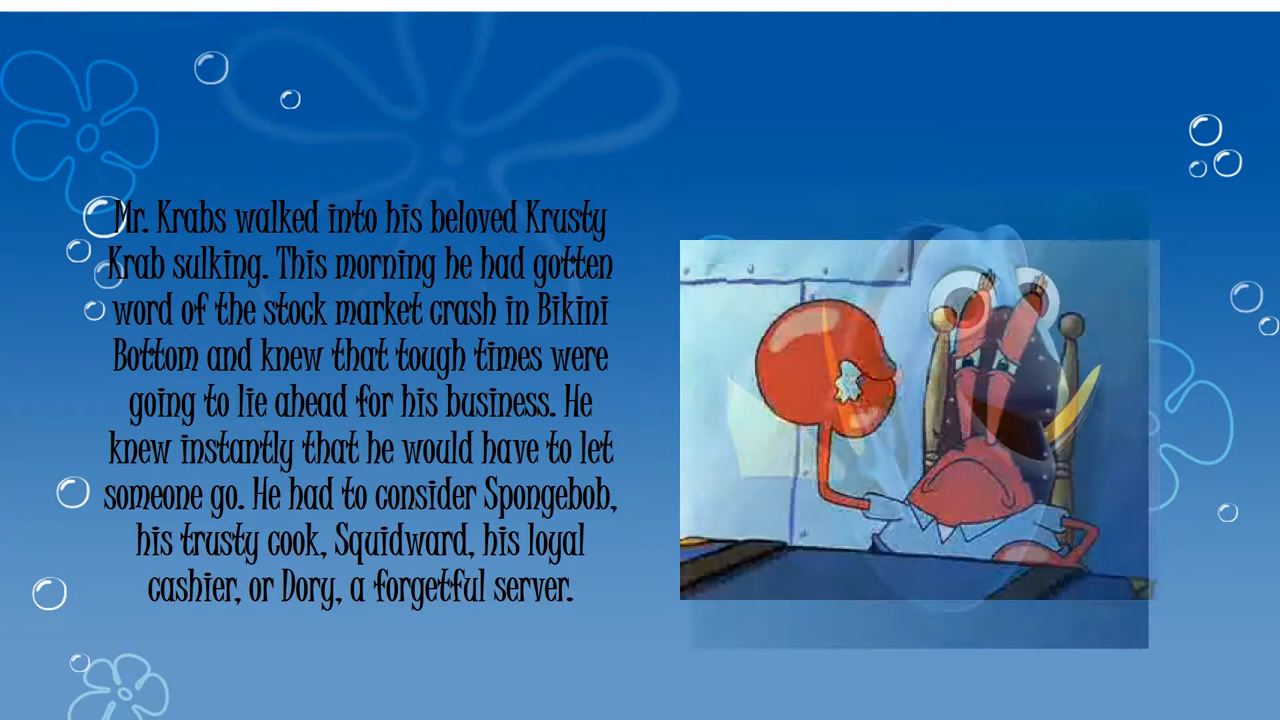 Mr. Krabs walked into his beloved Krusty
Krab sulking. This morning he had gotten
word of the stock market crash in Bikini
Bottom and knew that tough times were
going to lie ahead for his business. He
knew instantly that he would have to let
someone go. He had to consider Spongebob,
his trusty cook, Squidward, his loyal
cashier, or Dory, a forgetful server.